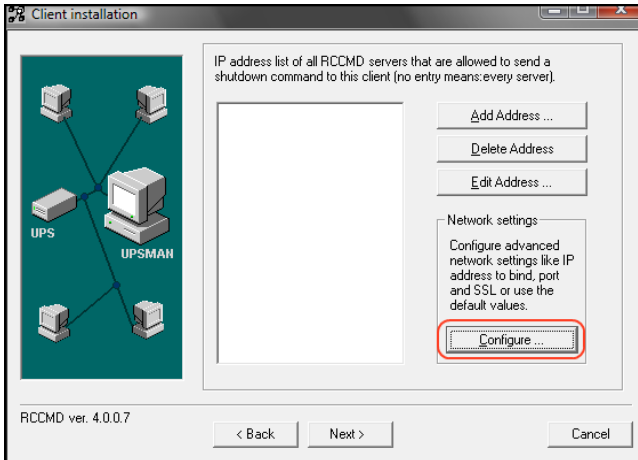 Client installation
IP address list of all RCCMD servers that are allowed to send a
shutdown command to this client (no entry means:every server).
UPS
UPSMAN
Add Address ...
Delete Address
Edit Address ...
Network settings
Configure advanced
network settings like IP
address to bind, port
and SSL or use the
default values.
Configure ...
RCCMD ver. 4.0.0.7
< Back
Next >
Cancel